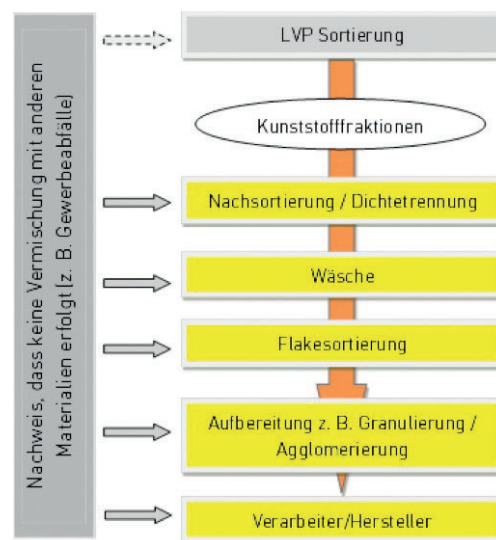 Nachweis, dass keine Vermischung mit anderen
Materialien erfolgt (z. B. Gewerbeabfälle)
LVP Sortierung
Kunststofffraktionen
Nachsortierung / Dichtetrennung
Wäsche
Flakesortierung
Aufbereitung z. B. Granulierung /
Agglomerierung
Verarbeiter/Hersteller